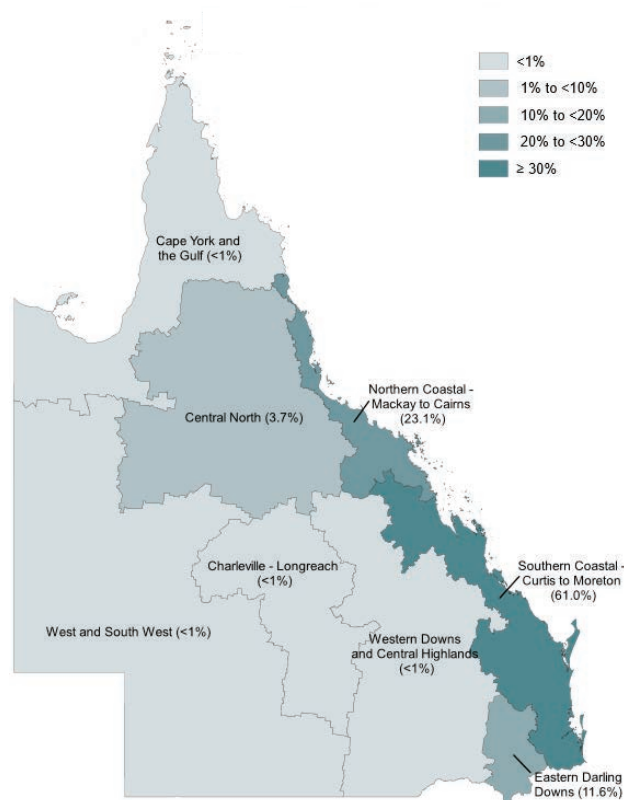 <1%
1% to <10%
10% to <20%
20% to <30%
≥ 30%
Cape York and
the Gulf (<1%)
Northern Coastal -
Mackay to Cairns
(23.1%)
Central North (3.7%)
Charleville - Longreach
(<1%)
Southern Coastal -
Curtis to Moreton
(61.0%)
West and South West (<1%)
Western Downs
and Central Highlands
(<1%)
Eastern Darling
Downs (11.6%)